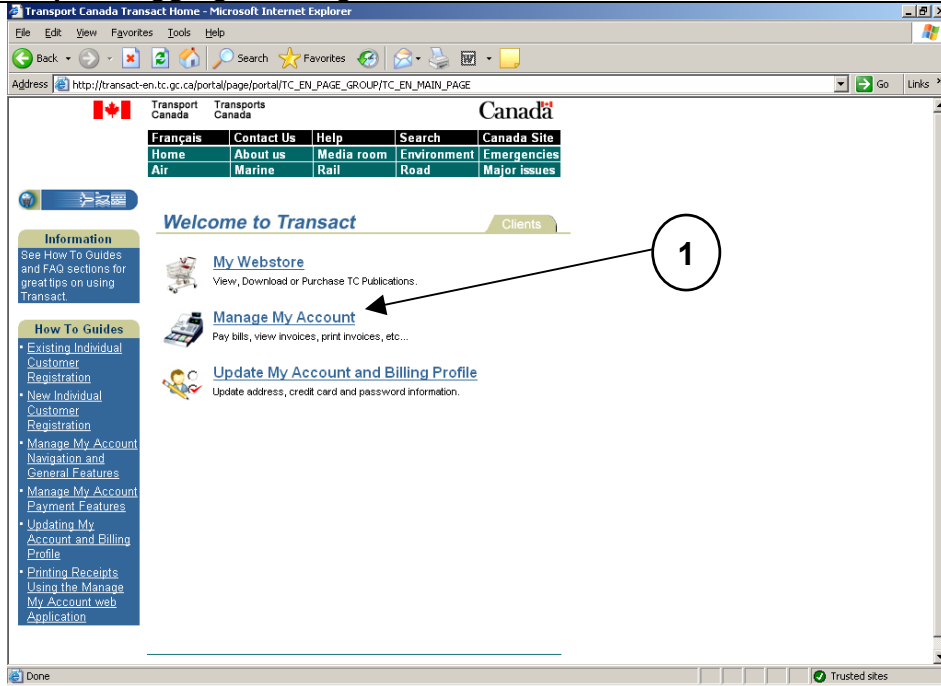 Transport Canada Transact Home - Microsoft Internet Explorer
File Edit View Favorites Tools Help
Back Search Favorites
Address http://transact-en.tc.gc.ca/portal/page/portal/TC_EN_PAGE_GROUP/TC_EN_MAIN_PAGE Go Links »
Transport Canada Transports Canada Canada
Français Contact Us Help Search Canada Site
Home About us Media room Environment Emergencies
Air Marine Rail Road Major issues
Welcome to Transact Clients
Information
See How To Guides
and FAQ sections for
great tips on using
Transact.
How To Guides
▪ Existing Individual
Customer
Registration
▪ New Individual
Customer
Registration
▪ Manage My Account
Navigation and
General Features
▪ Manage My Account
Payment Features
▪ Updating My
Account and Billing
Profile
▪ Printing Receipts
Using the Manage
My Account web
Application
My Webstore
View, Download or Purchase TC Publications.
Manage My Account
Pay bills, view invoices, print invoices, etc...
Update My Account and Billing Profile
Update address, credit card and password information.
1
Done Trusted sites